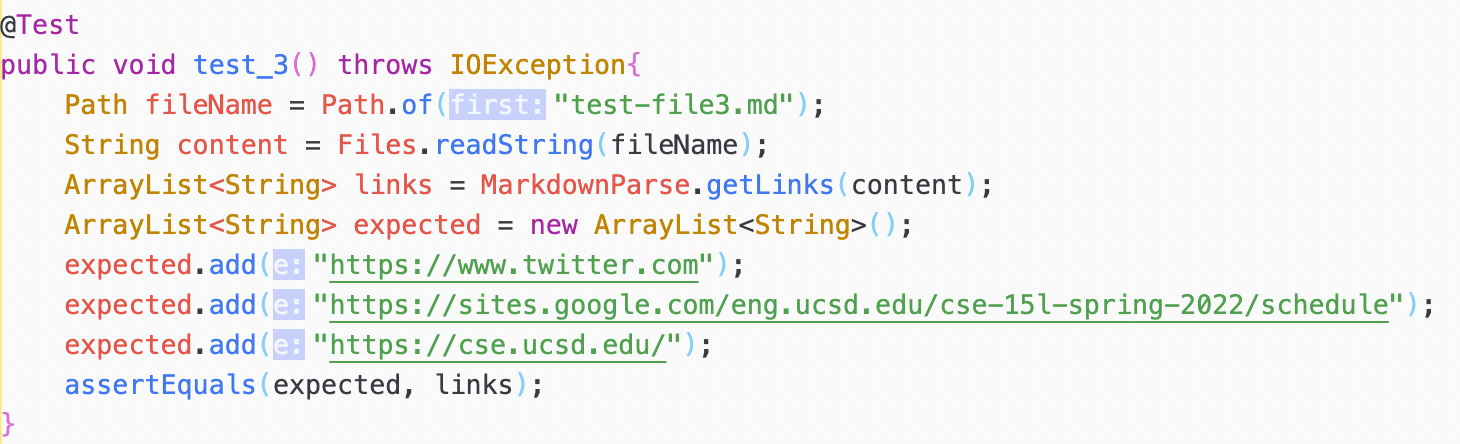 @Test
public void test_3() throws IOException{
    Path fileName = Path.of(first: "test-file3.md");
    String content = Files.readString(fileName);
    ArrayList<String> links = MarkdownParse.getLinks(content);
    ArrayList<String> expected = new ArrayList<String>();
    expected.add(e: "https://www.twitter.com");
    expected.add(e: "https://sites.google.com/eng.ucsd.edu/cse-15l-spring-2022/schedule");
    expected.add(e: "https://cse.ucsd.edu/");
    assertEquals(expected, links);
}